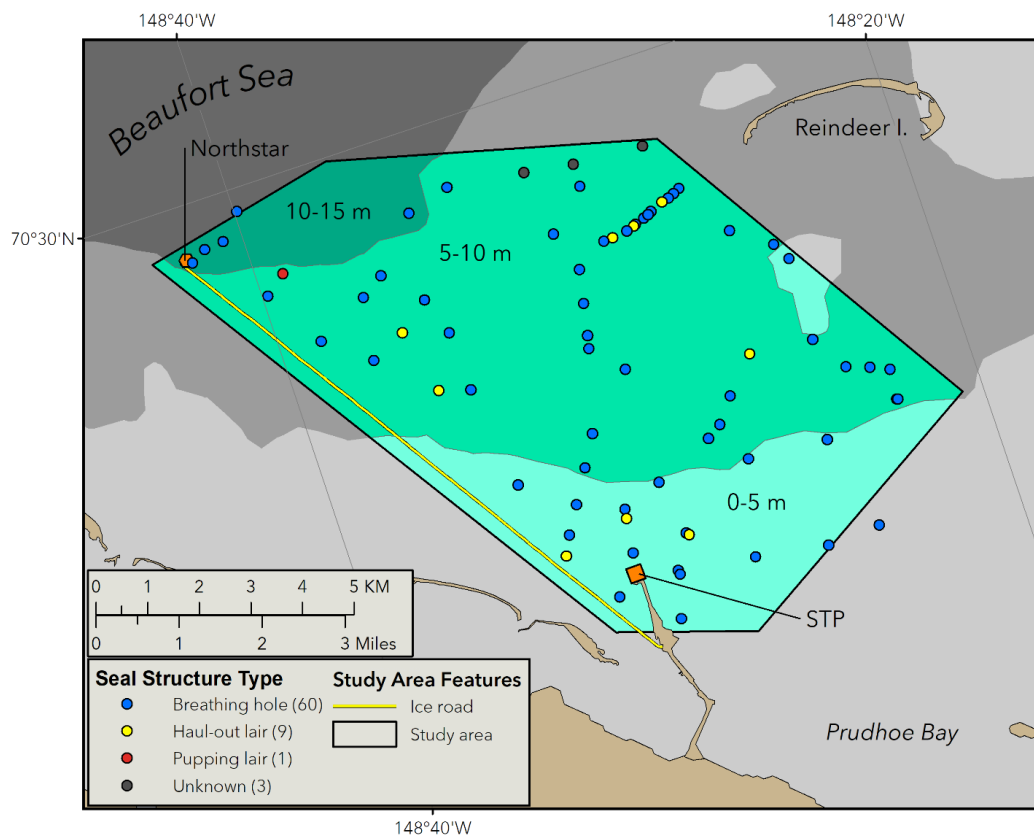 148°40'W
148°20'W
Beaufort Sea
Northstar
Reindeer I.
10-15 m
70°30'N
5-10 m
0-5 m
0 1 2 3 4 5 KM
0 1 2 3 Miles
STP
Seal Structure Type
Breathing hole (60)
Haul-out lair (9)
Pupping lair (1)
Unknown (3)
Study Area Features
Ice road
Study area
Prudhoe Bay
148°40'W